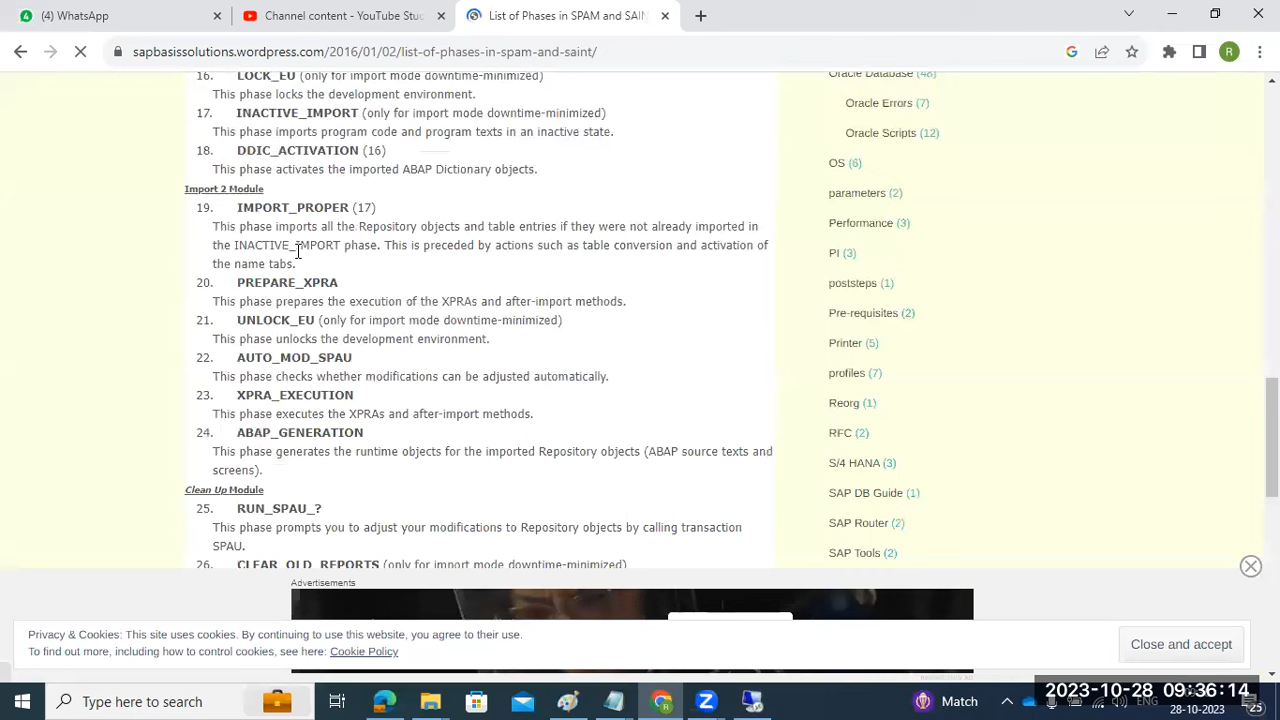 (4) WhatsApp
Channel content - YouTube Studio
List of Phases in SPAM and SAIN
sapbasissolutions.wordpress.com/2016/01/02/list-of-phases-in-spam-and-saint/
R
16. LOCK_EU (only for import mode downtime-minimized)
This phase locks the development environment.
17. INACTIVE_IMPORT (only for import mode downtime-minimized)
This phase imports program code and program texts in an inactive state.
18. DDIC_ACTIVATION (16)
This phase activates the imported ABAP Dictionary objects.
Import 2 Module
19. IMPORT_PROPER (17)
This phase imports all the Repository objects and table entries if they were not already imported in
the INACTIVE_IMPORT phase. This is preceded by actions such as table conversion and activation of
the name tabs.
20. PREPARE_XPRA
This phase prepares the execution of the XPRAs and after-import methods.
21. UNLOCK_EU (only for import mode downtime-minimized)
This phase unlocks the development environment.
22. AUTO_MOD_SPAU
This phase checks whether modifications can be adjusted automatically.
23. XPRA_EXECUTION
This phase executes the XPRAs and after-import methods.
24. ABAP_GENERATION
This phase generates the runtime objects for the imported Repository objects (ABAP source texts and
screens).
Clean Up Module
25. RUN_SPAU_?
This phase prompts you to adjust your modifications to Repository objects by calling transaction
SPAU.
26. CLEAR_OLD_REPORTS (only for import mode downtime-minimized)
Oracle Database (48)
Oracle Errors (7)
Oracle Scripts (12)
OS (6)
parameters (2)
Performance (3)
PI (3)
poststeps (1)
Pre-requisites (2)
Printer (5)
profiles (7)
Reorg (1)
RFC (2)
S/4 HANA (3)
SAP DB Guide (1)
SAP Router (2)
SAP Tools (2)
Advertisements
Privacy & Cookies: This site uses cookies. By continuing to use this website, you agree to their use.
To find out more, including how to control cookies, see here: Cookie Policy
Close and accept
Type here to search
Match
ENG
2023-10-28 09:36:14
28-10-2023
25